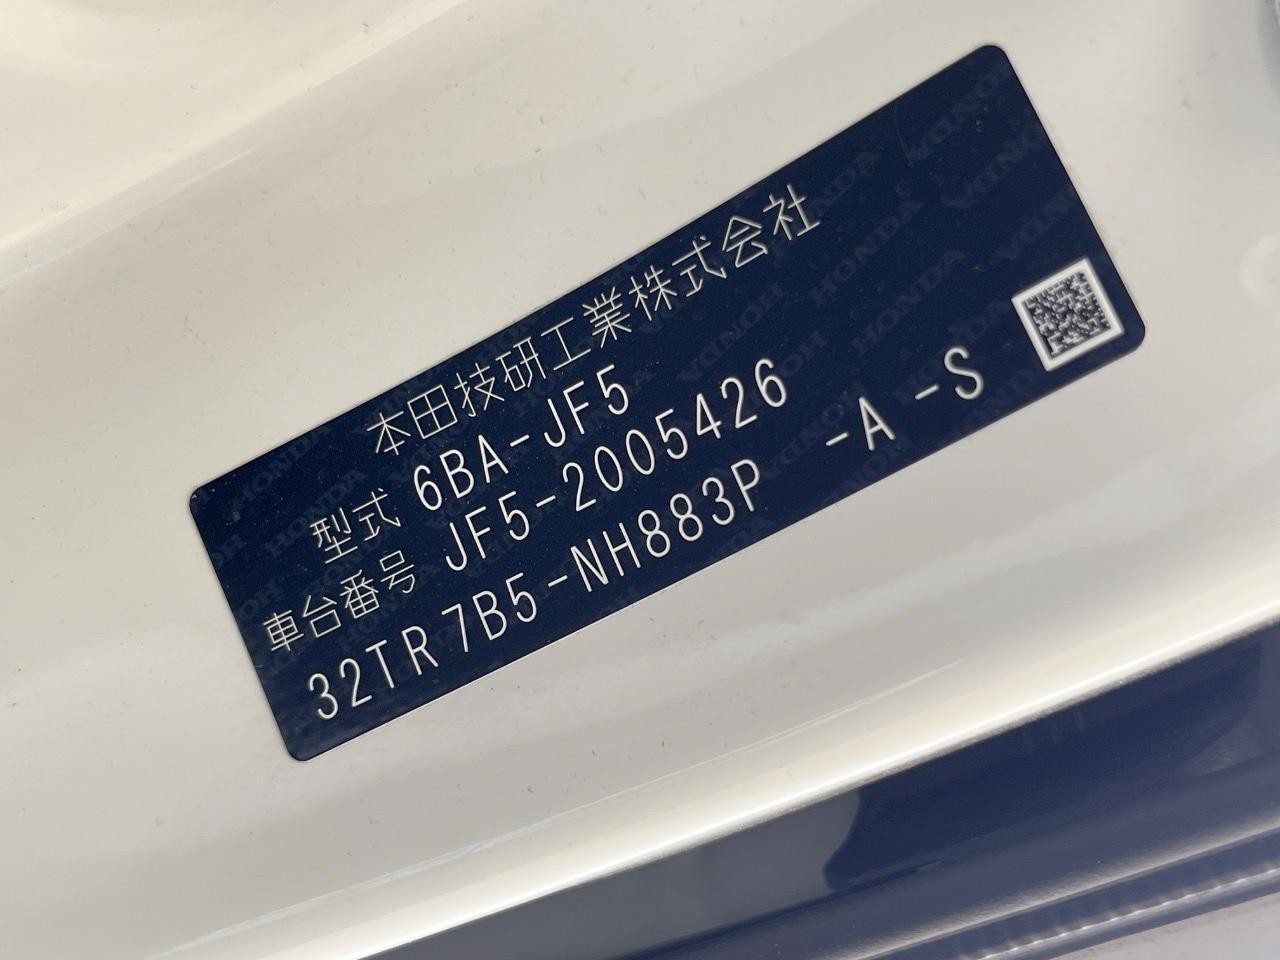 本田技研工業株式会社
型式 6BA-JF5
車台番号 JF5-2005426
32TR 7B5-NH883P -A -S